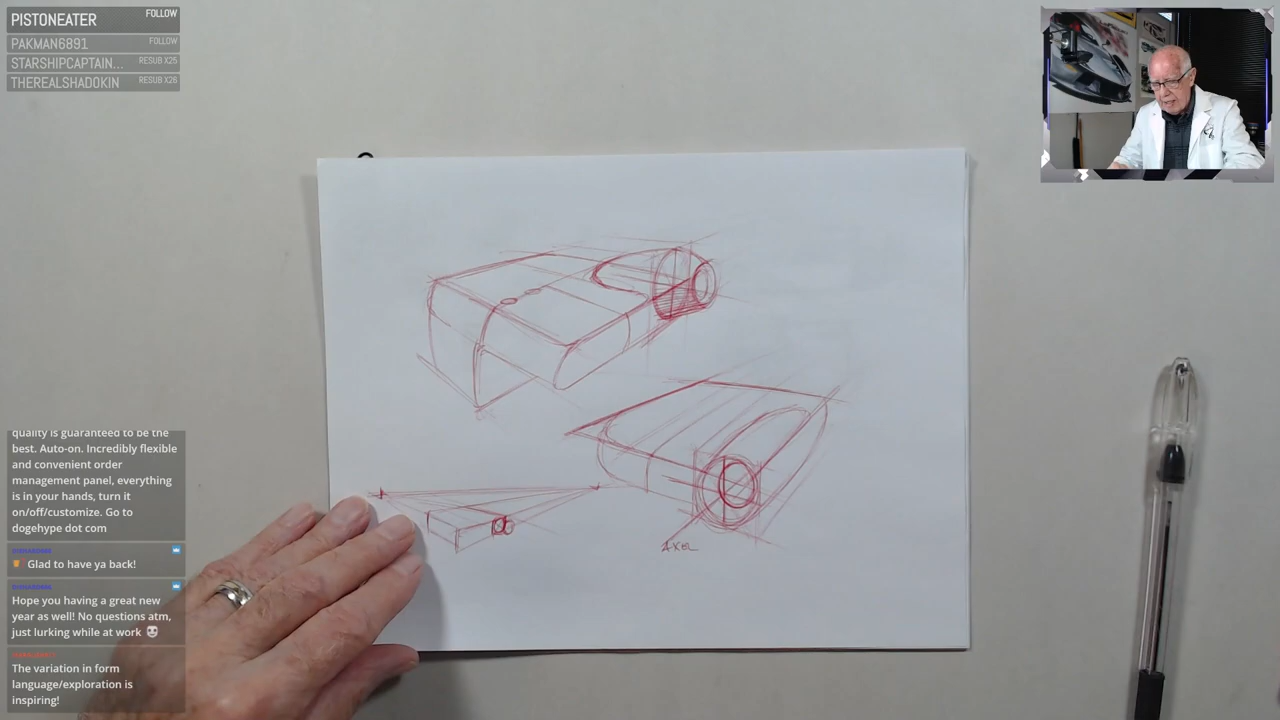 PISTONEATER FOLLOW
PAKMAN6891 FOLLOW
STARSHIPCAPTAIN... RESUB X25
THEREALSHADOKIN RESUB X26
quality is guaranteed to be the
best. Auto-on. Incredibly flexible
and convenient order
management panel, everything
is in your hands, turn it
on/off/customize. Go to
dogehype dot com
Glad to have ya back!
Hope you having a great new
year as well! No questions atm,
just lurking while at work
The variation in form
language/exploration is
inspiring!
AXEL